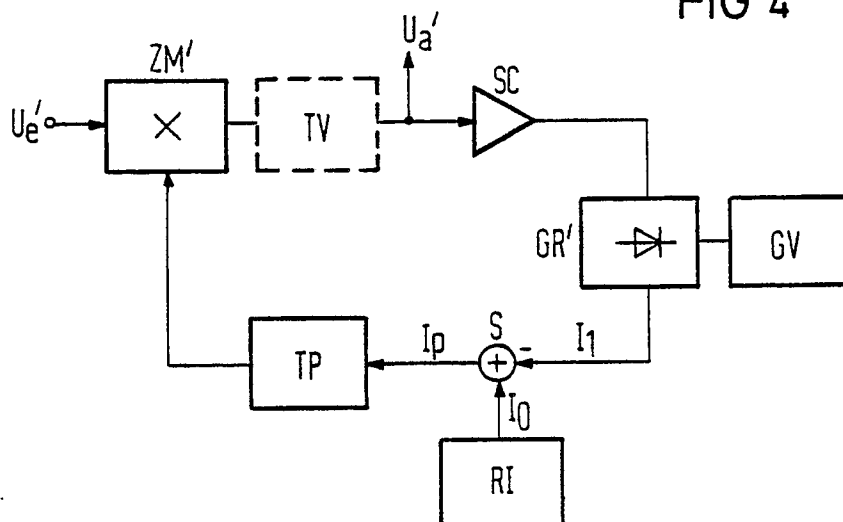 FIG 4
Ua'
ZM'
SC
Ue'
×
TV
GR'
GV
S
Ip
-
I1
TP
+
I0
RI